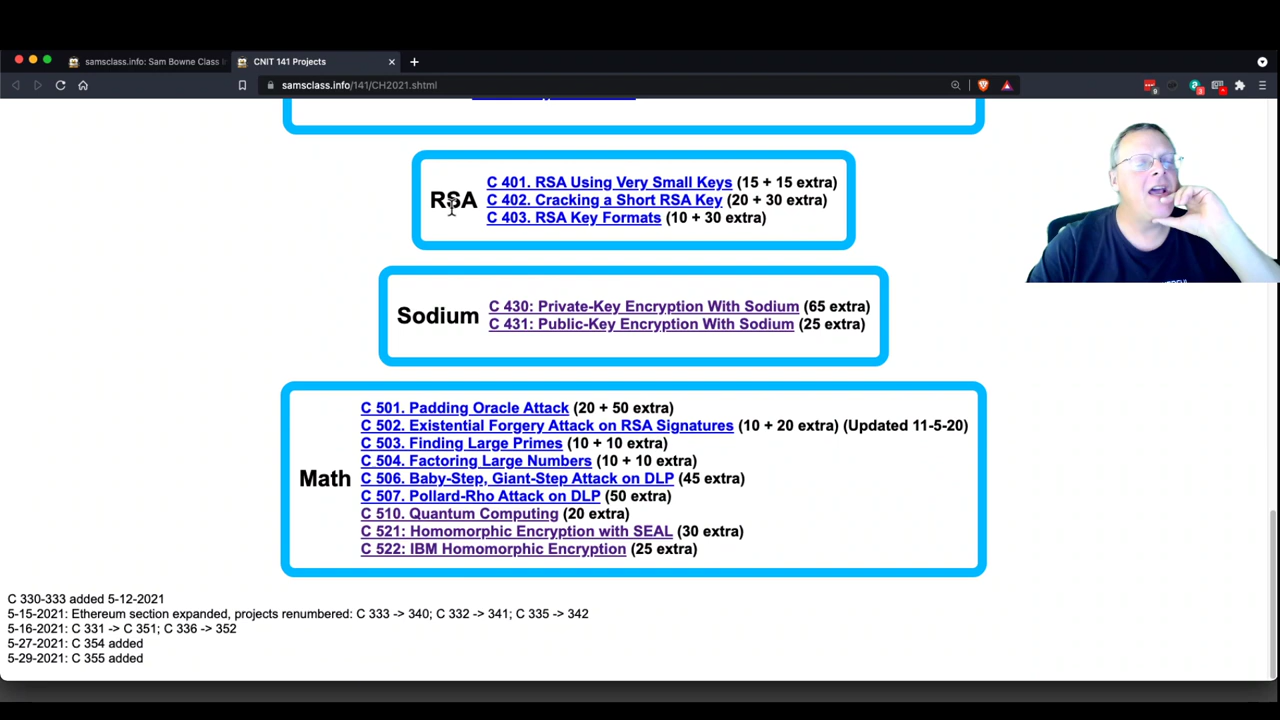 samsclass.info: Sam Bowne Class I
CNIT 141 Projects
samsclass.info/141/CH2021.shtml
RSA
C 401. RSA Using Very Small Keys (15 + 15 extra)
C 402. Cracking a Short RSA Key (20 + 30 extra)
C 403. RSA Key Formats (10 + 30 extra)
Sodium
C 430: Private-Key Encryption With Sodium (65 extra)
C 431: Public-Key Encryption With Sodium (25 extra)
Math
C 501. Padding Oracle Attack (20 + 50 extra)
C 502. Existential Forgery Attack on RSA Signatures (10 + 20 extra) (Updated 11-5-20)
C 503. Finding Large Primes (10 + 10 extra)
C 504. Factoring Large Numbers (10 + 10 extra)
C 506. Baby-Step, Giant-Step Attack on DLP (45 extra)
C 507. Pollard-Rho Attack on DLP (50 extra)
C 510. Quantum Computing (20 extra)
C 521: Homomorphic Encryption with SEAL (30 extra)
C 522: IBM Homomorphic Encryption (25 extra)
C 330-333 added 5-12-2021
5-15-2021: Ethereum section expanded, projects renumbered: C 333 -> 340; C 332 -> 341; C 335 -> 342
5-16-2021: C 331 -> C 351; C 336 -> 352
5-27-2021: C 354 added
5-29-2021: C 355 added